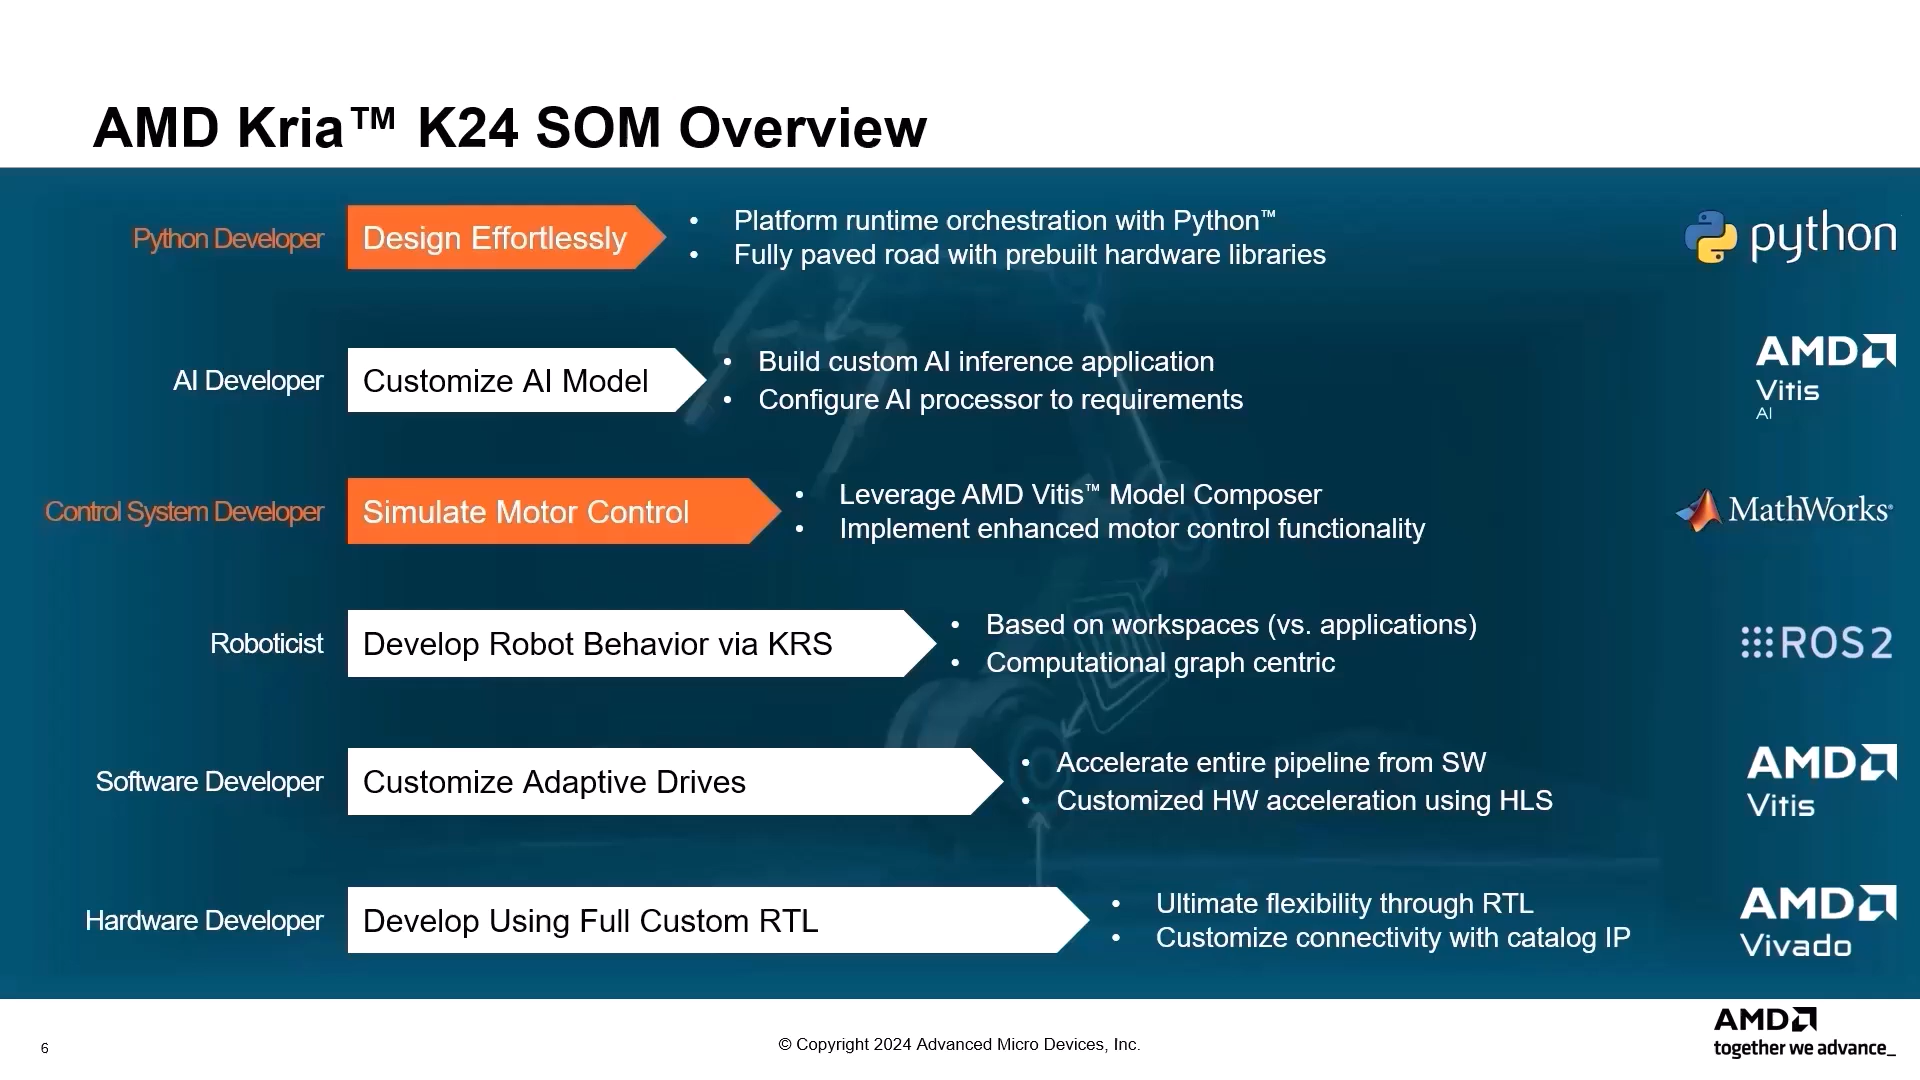 AMD Kria™ K24 SOM Overview
Python Developer
Design Effortlessly
• Platform runtime orchestration with Python™
• Fully paved road with prebuilt hardware libraries
python
AI Developer
Customize AI Model
• Build custom AI inference application
• Configure AI processor to requirements
AMD
Vitis
AI
Control System Developer
Simulate Motor Control
• Leverage AMD Vitis™ Model Composer
• Implement enhanced motor control functionality
MathWorks®
Roboticist
Develop Robot Behavior via KRS
• Based on workspaces (vs. applications)
• Computational graph centric
ROS 2
Software Developer
Customize Adaptive Drives
• Accelerate entire pipeline from SW
• Customized HW acceleration using HLS
AMD
Vitis
Hardware Developer
Develop Using Full Custom RTL
• Ultimate flexibility through RTL
• Customize connectivity with catalog IP
AMD
Vivado
6
© Copyright 2024 Advanced Micro Devices, Inc.
AMD
together we advance_